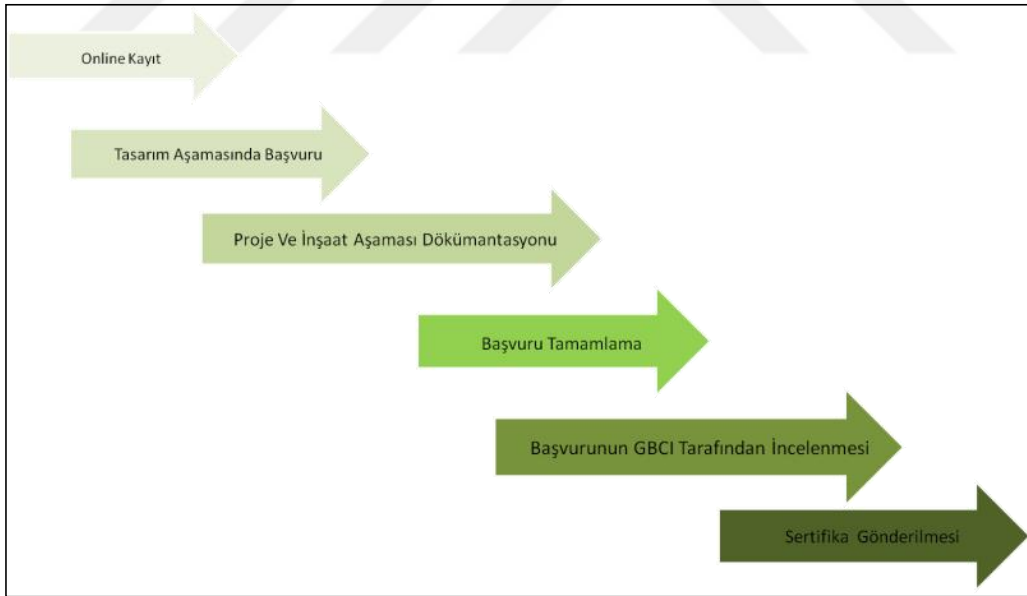 Online Kayıt
Tasarım Aşamasında Başvuru
Proje Ve İnşaat Aşaması Dökümantasyonu
Başvuru Tamamlama
Başvurunun GBCI Tarafından İncelenmesi
Sertifika Gönderilmesi